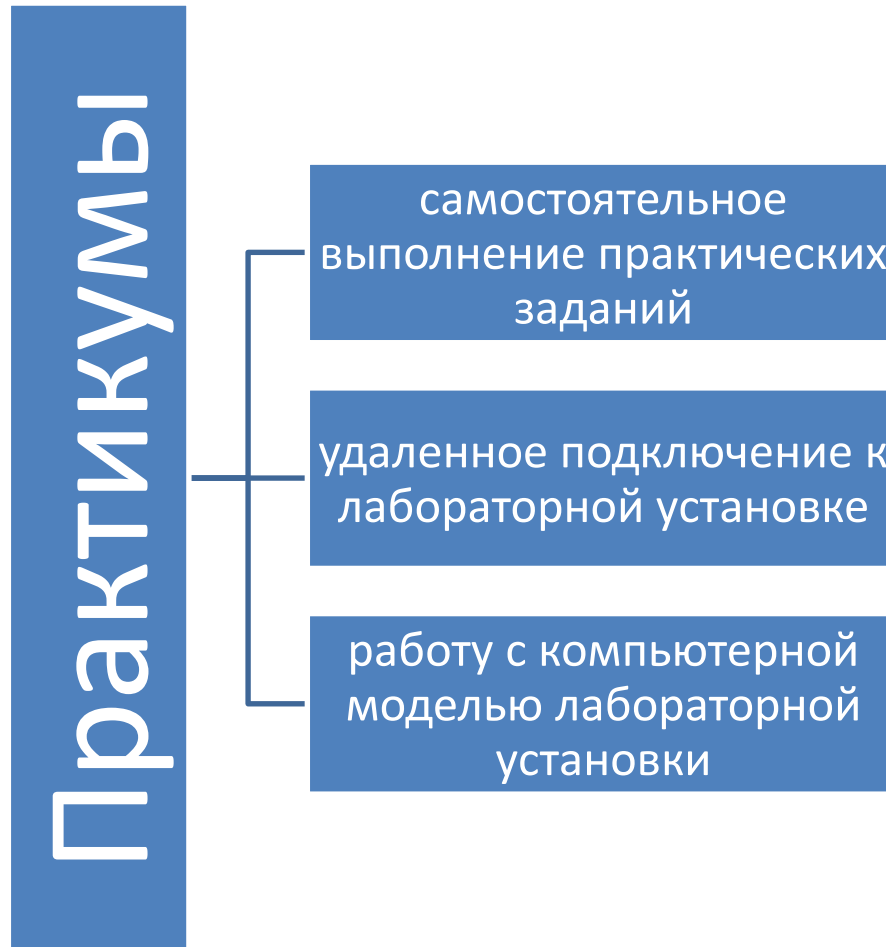 Практикумы
самостоятельное
выполнение практических
заданий
удаленное подключение к
лабораторной установке
работу с компьютерной
моделью лабораторной
установки